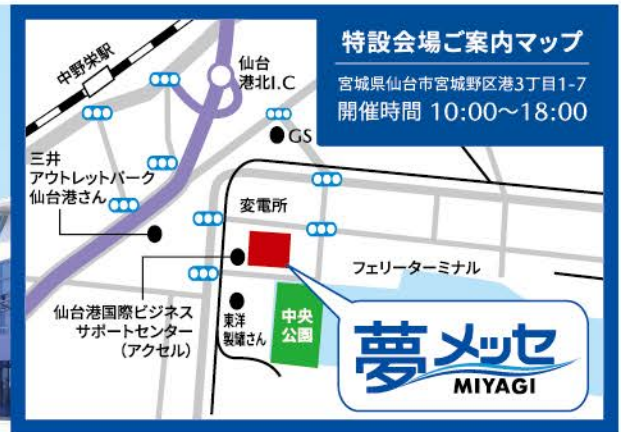 特設会場ご案内マップ
宮城県仙台市宮城野区港3丁目1-7
開催時間 10:00〜18:00
中野栄駅
仙台
港北I.C
GS
三井
アウトレットパーク
仙台港さん
変電所
フェリーターミナル
仙台港国際ビジネス
サポートセンター
(アクセル)
東洋
製罐さん
中央
公園
夢メッセ
MIYAGI